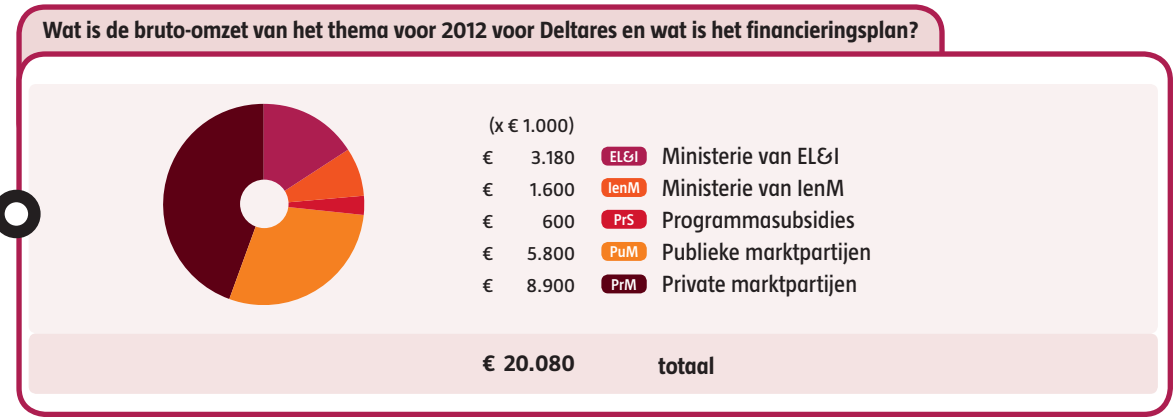 Wat is de bruto-omzet van het thema voor 2012 voor Deltares en wat is het financieringsplan?
(x € 1.000)
€ 3.180 EL&I Ministerie van EL&I
€ 1.600 IenM Ministerie van IenM
€ 600 PrS Programmasubsidies
€ 5.800 PuM Publieke marktpartijen
€ 8.900 PrM Private marktpartijen
€ 20.080 totaal